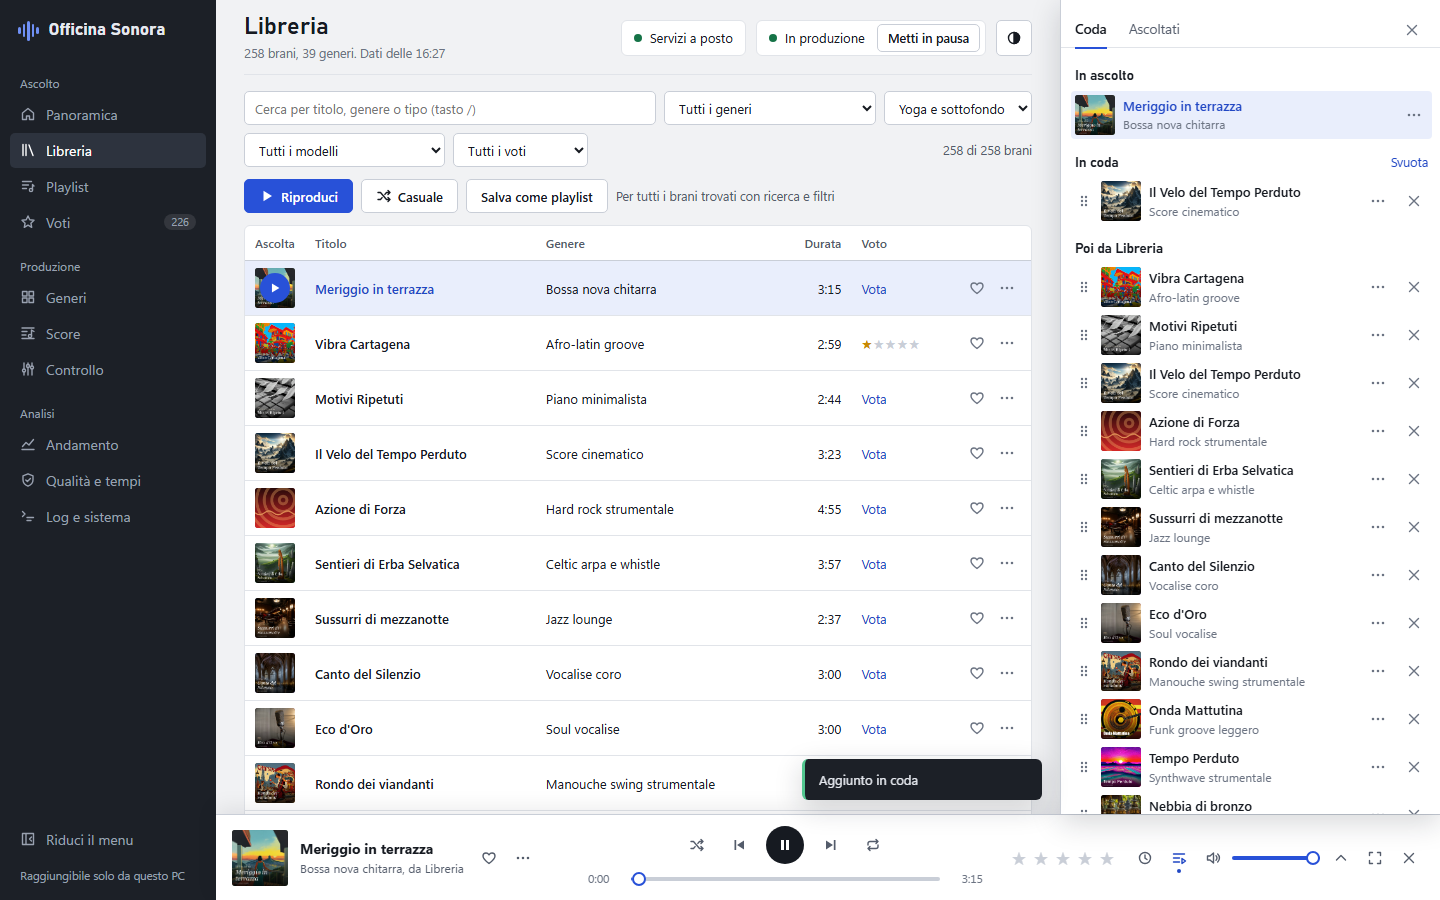 Officina Sonora
Ascolto
Panoramica
Libreria
Playlist
Voti 226
Produzione
Generi
Score
Controllo
Analisi
Andamento
Qualità e tempi
Log e sistema
Riduci il menu
Raggiungibile solo da questo PC
Libreria
258 brani, 39 generi. Dati delle 16:27
Servizi a posto
In produzione Metti in pausa
Cerca per titolo, genere o tipo (tasto /)
Tutti i generi
Yoga e sottofondo
Tutti i modelli
Tutti i voti
258 di 258 brani
Riproduci
Casuale
Salva come playlist
Per tutti i brani trovati con ricerca e filtri
Ascolta Titolo Genere Durata Voto
Meriggio in terrazza Bossa nova chitarra 3:15 Vota
Vibra Cartagena Afro-latin groove 2:59
Motivi Ripetuti Piano minimalista 2:44 Vota
Il Velo del Tempo Perduto Score cinematico 3:23 Vota
Azione di Forza Hard rock strumentale 4:55 Vota
Sentieri di Erba Selvatica Celtic arpa e whistle 3:57 Vota
Sussurri di mezzanotte Jazz lounge 2:37 Vota
Canto del Silenzio Vocalise coro 3:00 Vota
Eco d'Oro Soul vocalise 3:00 Vota
Rondo dei viandanti Manouche swing strumentale
Aggiunto in coda
Coda Ascoltati
In ascolto
Meriggio in terrazza
Bossa nova chitarra
In coda Svuota
Il Velo del Tempo Perduto
Score cinematico
Poi da Libreria
Vibra Cartagena
Afro-latin groove
Motivi Ripetuti
Piano minimalista
Il Velo del Tempo Perduto
Score cinematico
Azione di Forza
Hard rock strumentale
Sentieri di Erba Selvatica
Celtic arpa e whistle
Sussurri di mezzanotte
Jazz lounge
Canto del Silenzio
Vocalise coro
Eco d'Oro
Soul vocalise
Rondo dei viandanti
Manouche swing strumentale
Onda Mattutina
Funk groove leggero
Tempo Perduto
Synthwave strumentale
Nebbia di bronzo
Meriggio in terrazza
Bossa nova chitarra, da Libreria
0:00
3:15